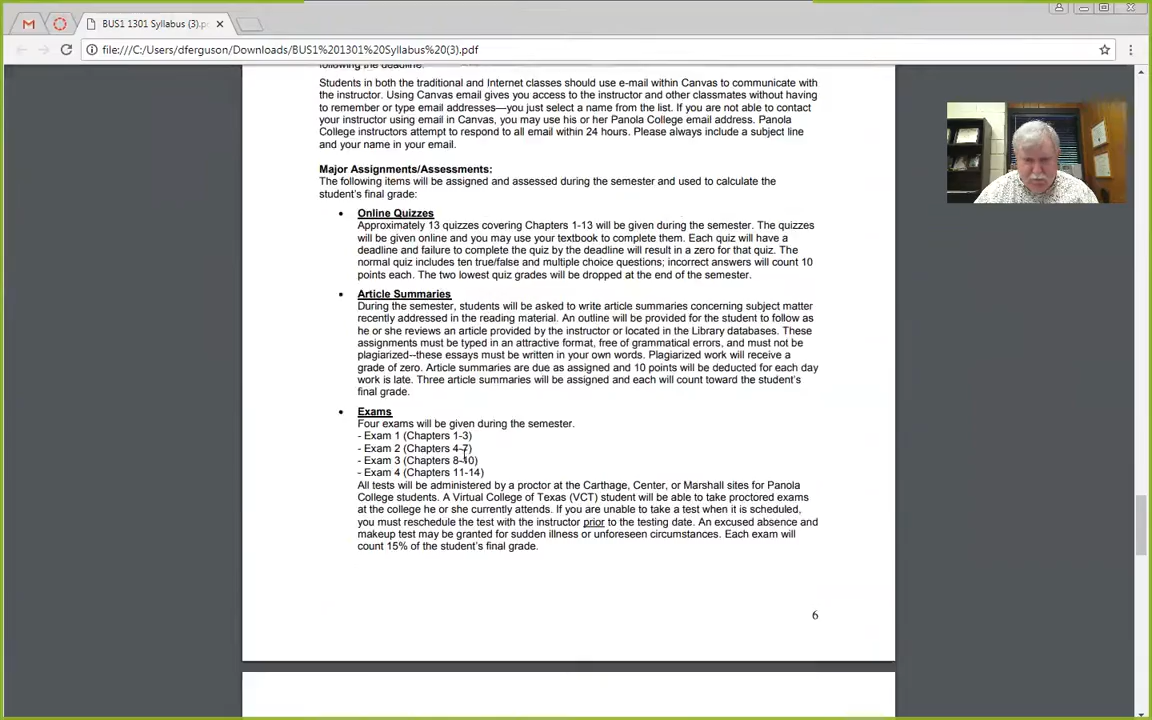 BUS1 1301 Syllabus (3).p
file:///C:/Users/dferguson/Downloads/BUS1%201301%20Syllabus%20(3).pdf
following the deadline.
Students in both the traditional and Internet classes should use e-mail within Canvas to communicate with
the instructor. Using Canvas email gives you access to the instructor and other classmates without having
to remember or type email addresses—you just select a name from the list. If you are not able to contact
your instructor using email in Canvas, you may use his or her Panola College email address. Panola
College instructors attempt to respond to all email within 24 hours. Please always include a subject line
and your name in your email.
Major Assignments/Assessments:
The following items will be assigned and assessed during the semester and used to calculate the
student's final grade:
• Online Quizzes
Approximately 13 quizzes covering Chapters 1-13 will be given during the semester. The quizzes
will be given online and you may use your textbook to complete them. Each quiz will have a
deadline and failure to complete the quiz by the deadline will result in a zero for that quiz. The
normal quiz includes ten true/false and multiple choice questions; incorrect answers will count 10
points each. The two lowest quiz grades will be dropped at the end of the semester.
• Article Summaries
During the semester, students will be asked to write article summaries concerning subject matter
recently addressed in the reading material. An outline will be provided for the student to follow as
he or she reviews an article provided by the instructor or located in the Library databases. These
assignments must be typed in an attractive format, free of grammatical errors, and must not be
plagiarized--these essays must be written in your own words. Plagiarized work will receive a
grade of zero. Article summaries are due as assigned and 10 points will be deducted for each day
work is late. Three article summaries will be assigned and each will count toward the student's
final grade.
• Exams
Four exams will be given during the semester.
- Exam 1 (Chapters 1-3)
- Exam 2 (Chapters 4-7)
- Exam 3 (Chapters 8-10)
- Exam 4 (Chapters 11-14)
All tests will be administered by a proctor at the Carthage, Center, or Marshall sites for Panola
College students. A Virtual College of Texas (VCT) student will be able to take proctored exams
at the college he or she currently attends. If you are unable to take a test when it is scheduled,
you must reschedule the test with the instructor prior to the testing date. An excused absence and
makeup test may be granted for sudden illness or unforeseen circumstances. Each exam will
count 15% of the student's final grade.
6